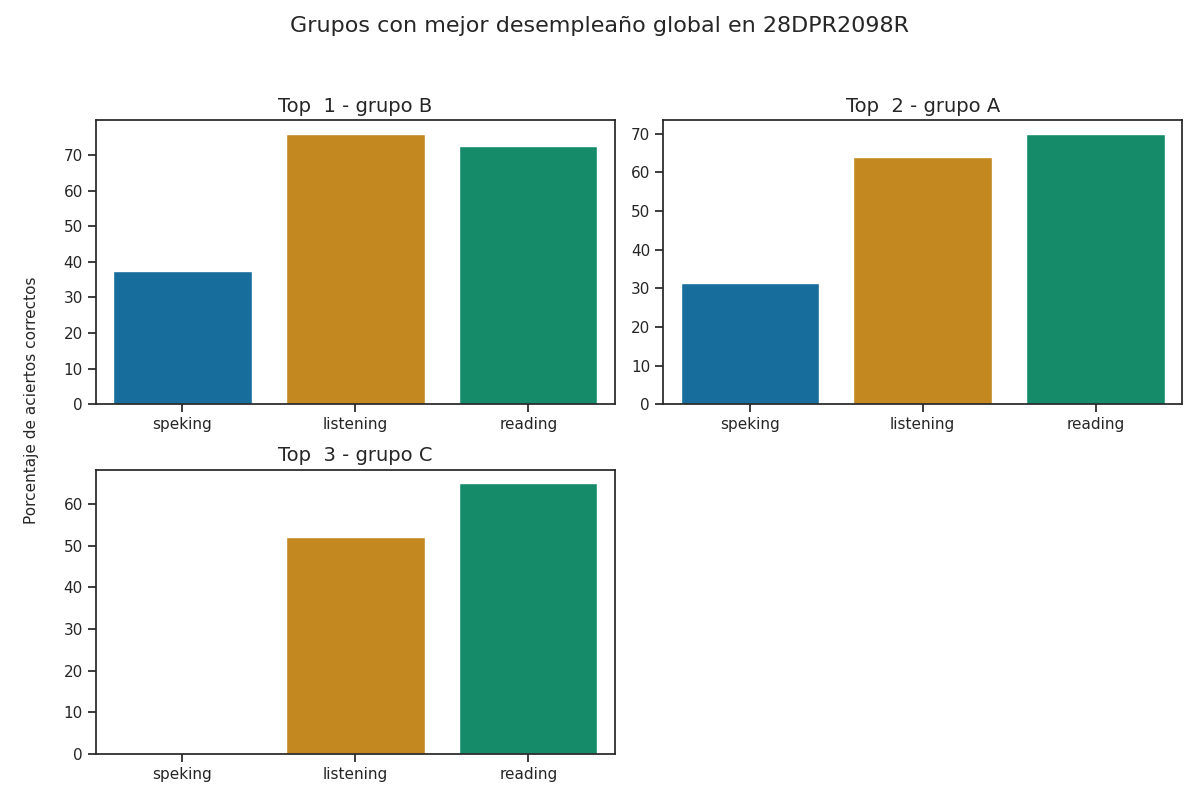 Grupos con mejor desempleaño global en 28DPR2098R
Porcentaje de aciertos correctos
Top  1 - grupo B
70
60
50
40
30
20
10
0
speking listening reading
Top  2 - grupo A
70
60
50
40
30
20
10
0
speking listening reading
Top  3 - grupo C
60
50
40
30
20
10
0
speking listening reading